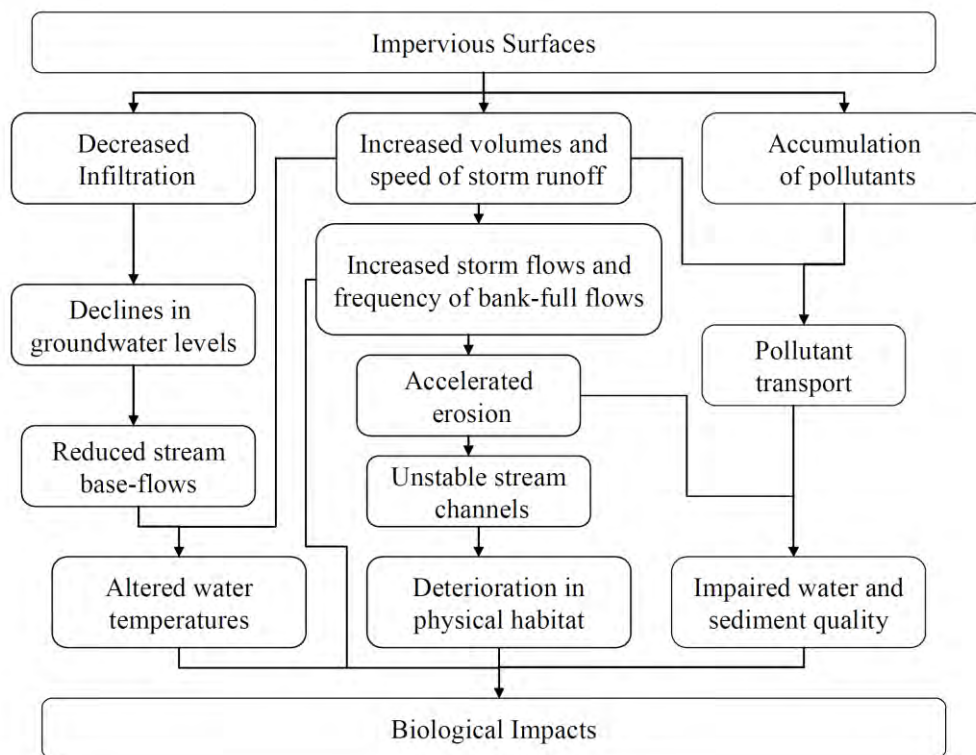 Impervious Surfaces
Decreased
Infiltration
Increased volumes and
speed of storm runoff
Accumulation
of pollutants
Increased storm flows and
frequency of bank-full flows
Declines in
groundwater levels
Pollutant
transport
Accelerated
erosion
Reduced stream
base-flows
Unstable stream
channels
Altered water
temperatures
Deterioration in
physical habitat
Impaired water and
sediment quality
Biological Impacts